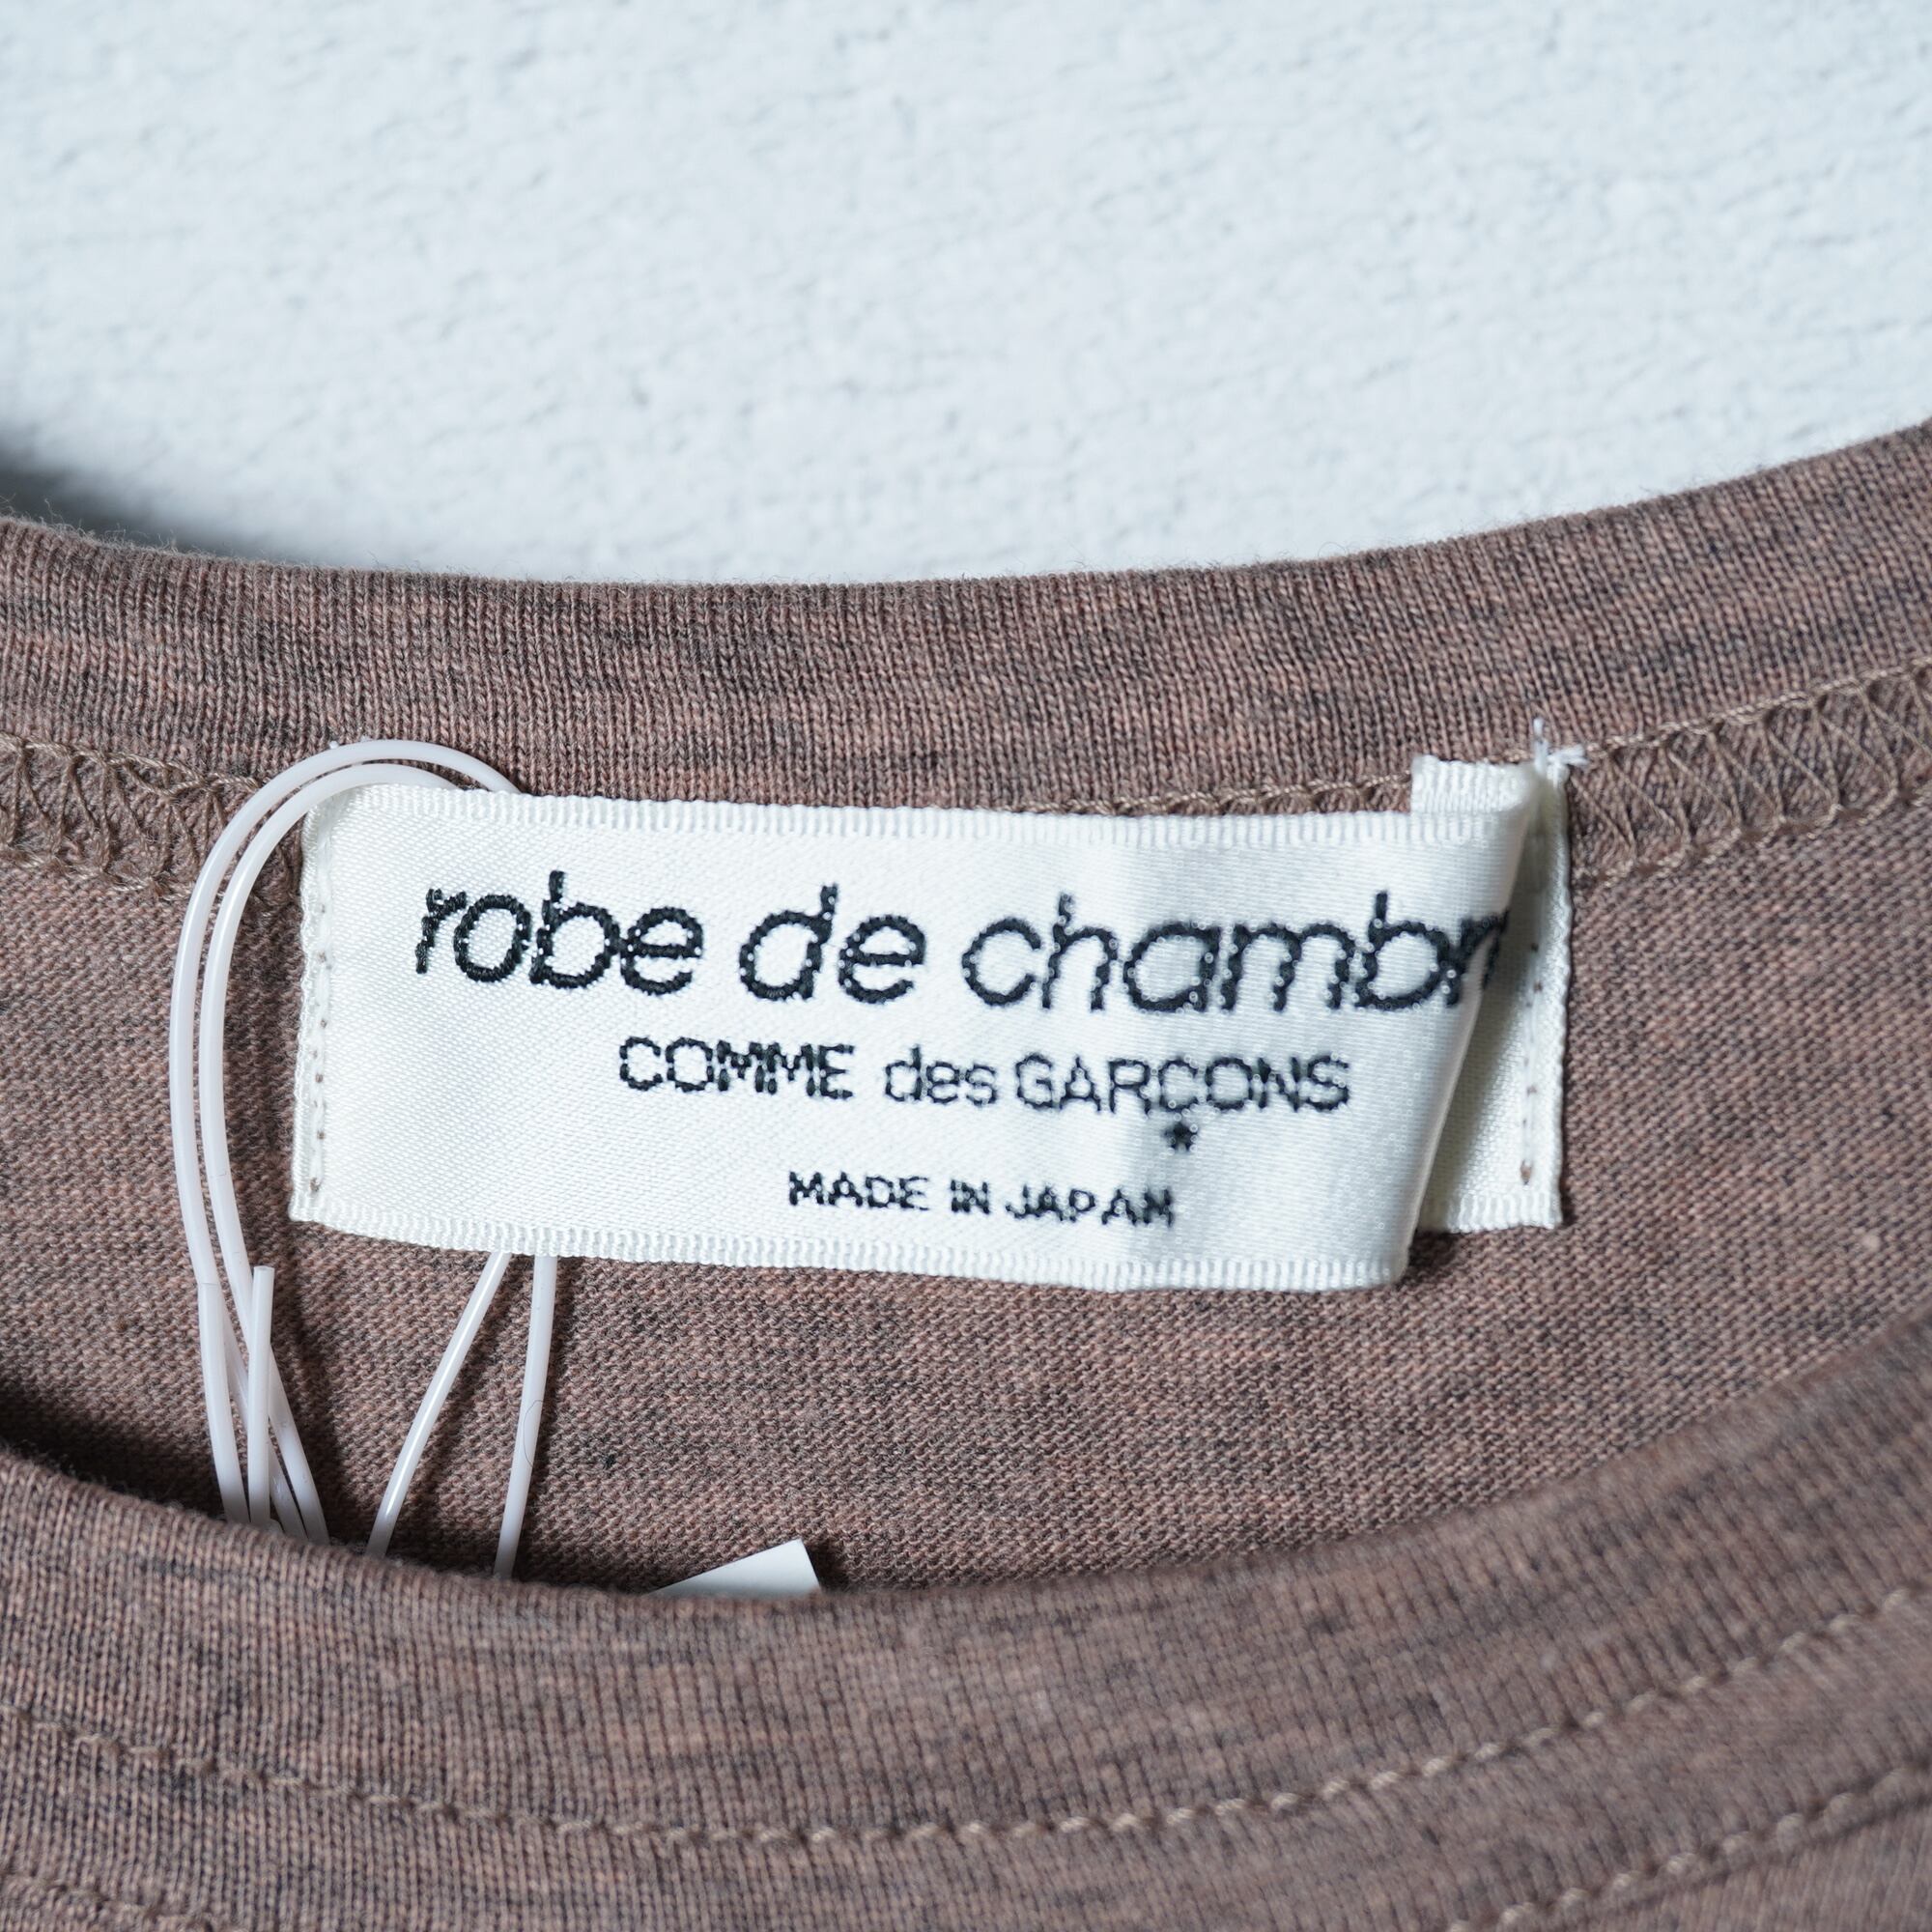 robe de chambr
COMME des GARÇONS
*
MADE IN JAPAN